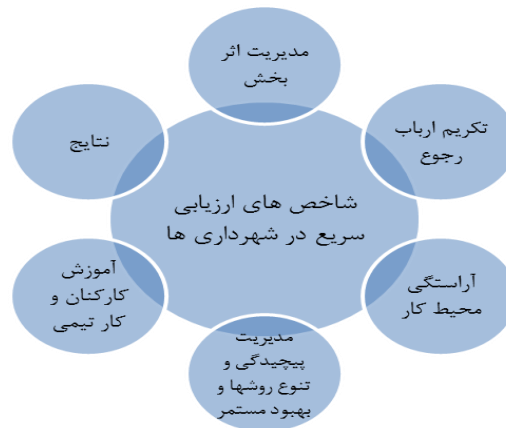 مدیریت اثر
بخش
تکریم ارباب
رجوع
نتایج
شاخص های ارزیابی
سریع در شهرداری ها
آراستگی
محیط کار
آموزش
کارکنان و
کار تیمی
مدیریت
پیچیدگی و
تنوع روشها و
بهبود مستمر